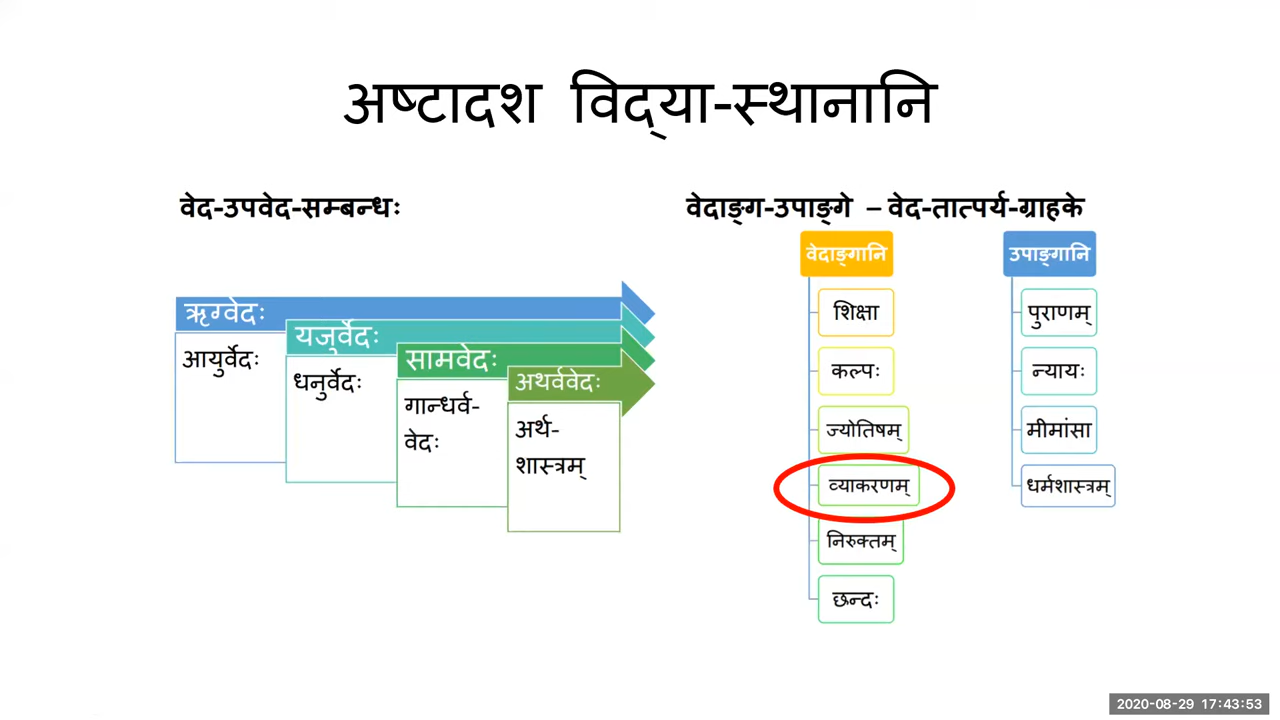 अष्टादश विद्या-स्थानानि
वेद-उपवेद-सम्बन्धः
ऋग्वेदः
आयुर्वेदः
यजुर्वेदः
धनुर्वेदः
सामवेदः
गान्धर्व-
वेदः
अथर्ववेदः
अर्थ-
शास्त्रम्
वेदाङ्ग-उपाङ्गे – वेद-तात्पर्य-ग्राहके
वेदाङ्गानि
शिक्षा
कल्पः
ज्योतिषम्
व्याकरणम्
निरुक्तम्
छन्दः
उपाङ्गानि
पुराणम्
न्यायः
मीमांसा
धर्मशास्त्रम्
2020-08-29 17:43:53